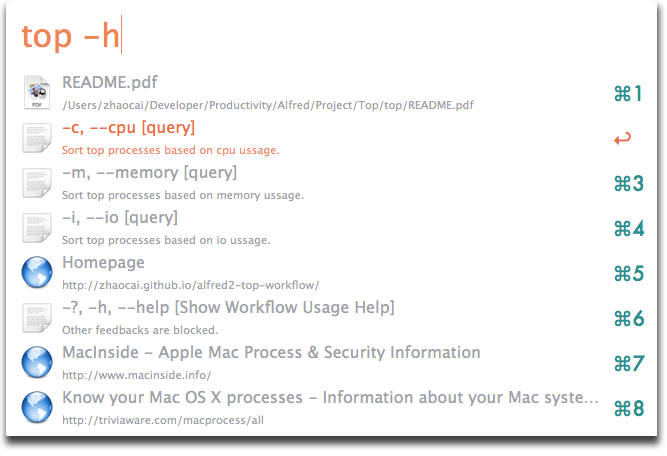 top -h
README.pdf
/Users/zhaocai/Developer/Productivity/Alfred/Project/Top/top/README.pdf
⌘1
PDF
-c, --cpu [query]
Sort top processes based on cpu ussage.
↩
-m, --memory [query]
Sort top processes based on memory ussage.
⌘3
-i, --io [query]
Sort top processes based on io ussage.
⌘4
Homepage
http://zhaocai.github.io/alfred2-top-workflow/
⌘5
-?, -h, --help [Show Workflow Usage Help]
Other feedbacks are blocked.
⌘6
MacInside - Apple Mac Process & Security Information
http://www.macinside.info/
⌘7
Know your Mac OS X processes - Information about your Mac syste...
http://triviaware.com/macprocess/all
⌘8